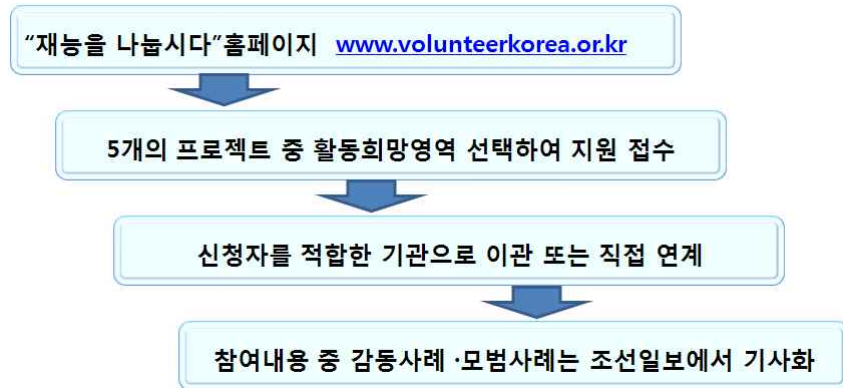 “재능을 나눕시다”홈페이지 www.volunteerkorea.or.kr
5개의 프로젝트 중 활동희망영역 선택하여 지원 접수
신청자를 적합한 기관으로 이관 또는 직접 연계
참여내용 중 감동사례 ·모범사례는 조선일보에서 기사화